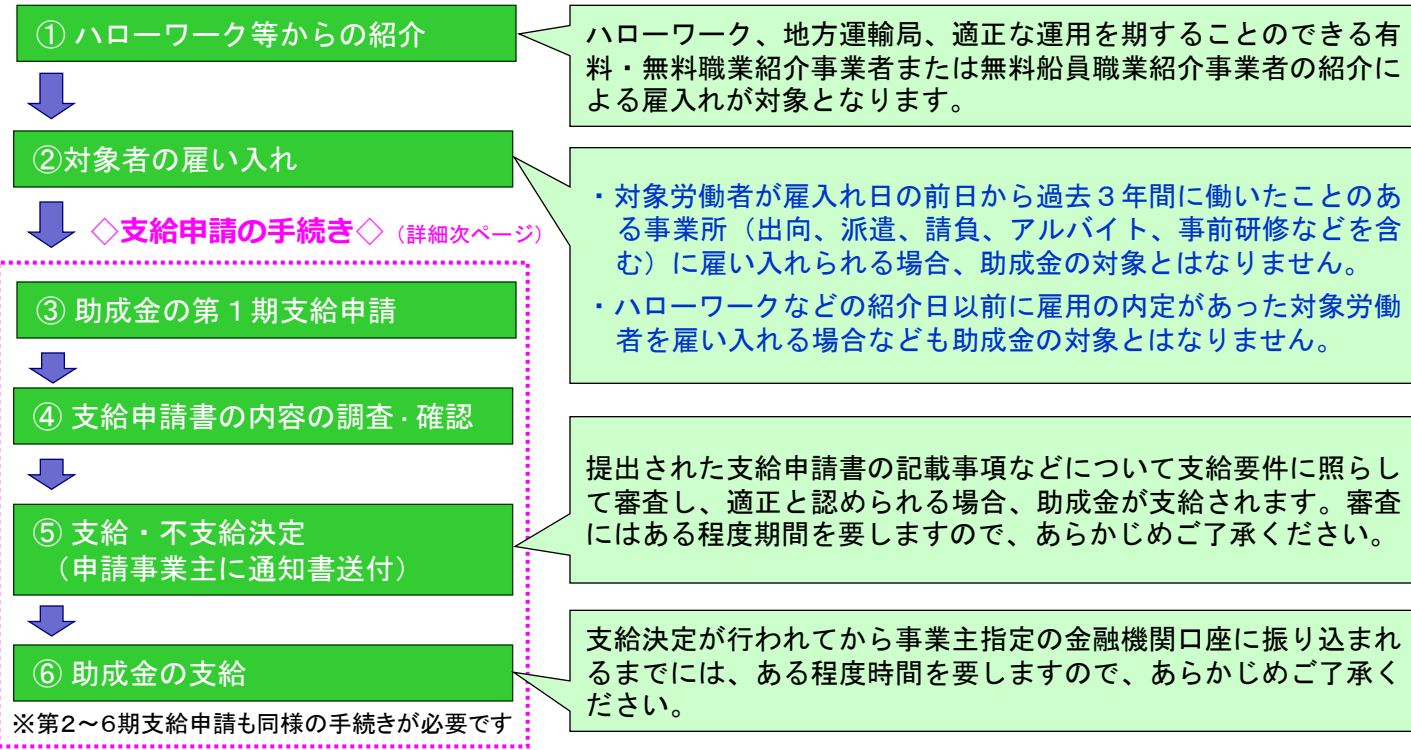 ① ハローワーク等からの紹介
ハローワーク、地方運輸局、適正な運用を期することのできる有
料・無料職業紹介事業者または無料船員職業紹介事業者の紹介に
よる雇入れが対象となります。
②対象者の雇い入れ
・対象労働者が雇入れ日の前日から過去３年間に働いたことのあ
る事業所（出向、派遣、請負、アルバイト、事前研修などを含
む）に雇い入れられる場合、助成金の対象とはなりません。
・ハローワークなどの紹介日以前に雇用の内定があった対象労働
者を雇い入れる場合なども助成金の対象とはなりません。
◇支給申請の手続き◇（詳細次ページ）
③ 助成金の第１期支給申請
④ 支給申請書の内容の調査・確認
⑤ 支給・不支給決定
（申請事業主に通知書送付）
提出された支給申請書の記載事項などについて支給要件に照らし
て審査し、適正と認められる場合、助成金が支給されます。審査
にはある程度期間を要しますので、あらかじめご了承ください。
⑥ 助成金の支給
支給決定が行われてから事業主指定の金融機関口座に振り込まれ
るまでには、ある程度時間を要しますので、あらかじめご了承く
ださい。
※第2～6期支給申請も同様の手続きが必要です